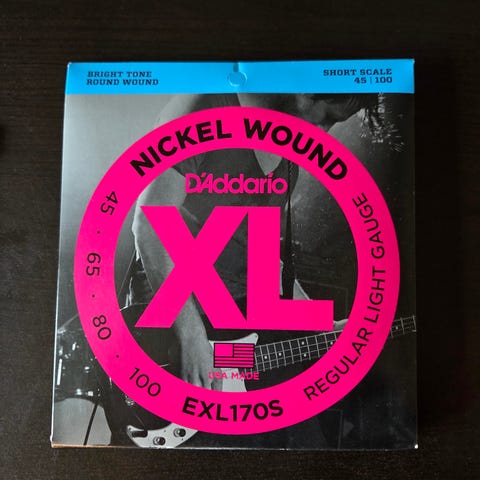 BRIGHT TONE
ROUND WOUND
SHORT SCALE
45 | 100
NICKEL WOUND
D'Addario
XL
USA MADE
45 · 65 · 80 · 100
EXL170S
REGULAR LIGHT GAUGE